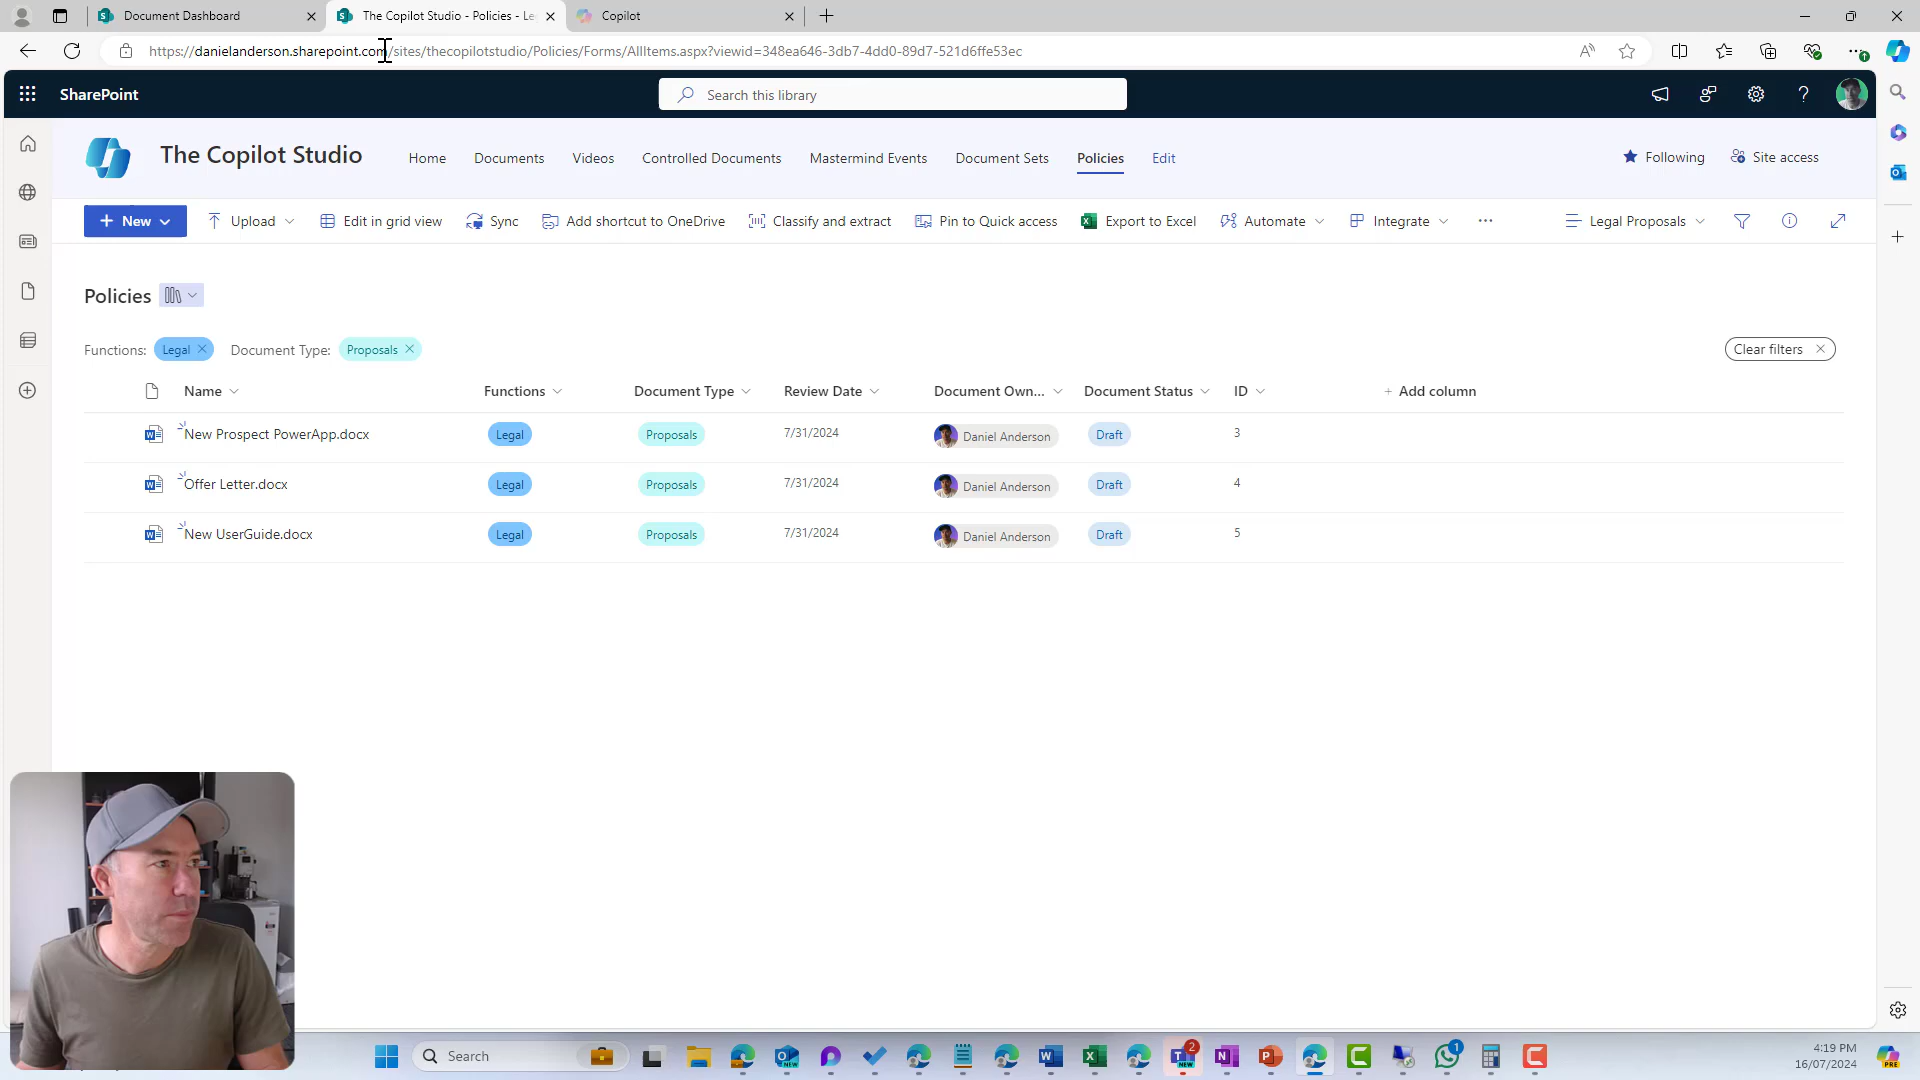 Document Dashboard
The Copilot Studio - Policies - Le
Copilot
https://danielanderson.sharepoint.com/sites/thecopilotstudio/Policies/Forms/AllItems.aspx?viewid=348ea646-3db7-4dd0-89d7-521d6ffe53ec
SharePoint
Search this library
The Copilot Studio
Home
Documents
Videos
Controlled Documents
Mastermind Events
Document Sets
Policies
Edit
Following
Site access
New
Upload
Edit in grid view
Sync
Add shortcut to OneDrive
Classify and extract
Pin to Quick access
Export to Excel
Automate
Integrate
Legal Proposals
Policies
Functions: Legal Document Type: Proposals
Clear filters
Name Functions Document Type Review Date Document Own... Document Status ID + Add column
New Prospect PowerApp.docx Legal Proposals 7/31/2024 Daniel Anderson Draft 3
Offer Letter.docx Legal Proposals 7/31/2024 Daniel Anderson Draft 4
New UserGuide.docx Legal Proposals 7/31/2024 Daniel Anderson Draft 5
Search
NEW
2
NEW
1
4:19 PM
16/07/2024
PRE